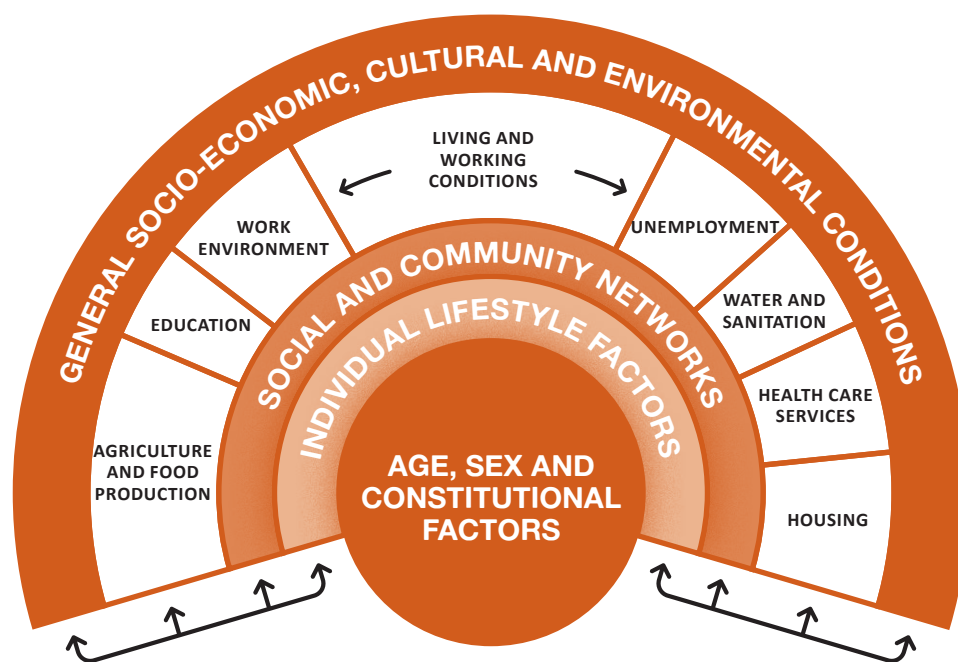 GENERAL SOCIO-ECONOMIC, CULTURAL AND ENVIRONMENTAL CONDITIONS
LIVING AND
WORKING
CONDITIONS
WORK
ENVIRONMENT
UNEMPLOYMENT
EDUCATION
WATER AND
SANITATION
AGRICULTURE
AND FOOD
PRODUCTION
HEALTH CARE
SERVICES
HOUSING
SOCIAL AND COMMUNITY NETWORKS
INDIVIDUAL LIFESTYLE FACTORS
AGE, SEX AND
CONSTITUTIONAL
FACTORS